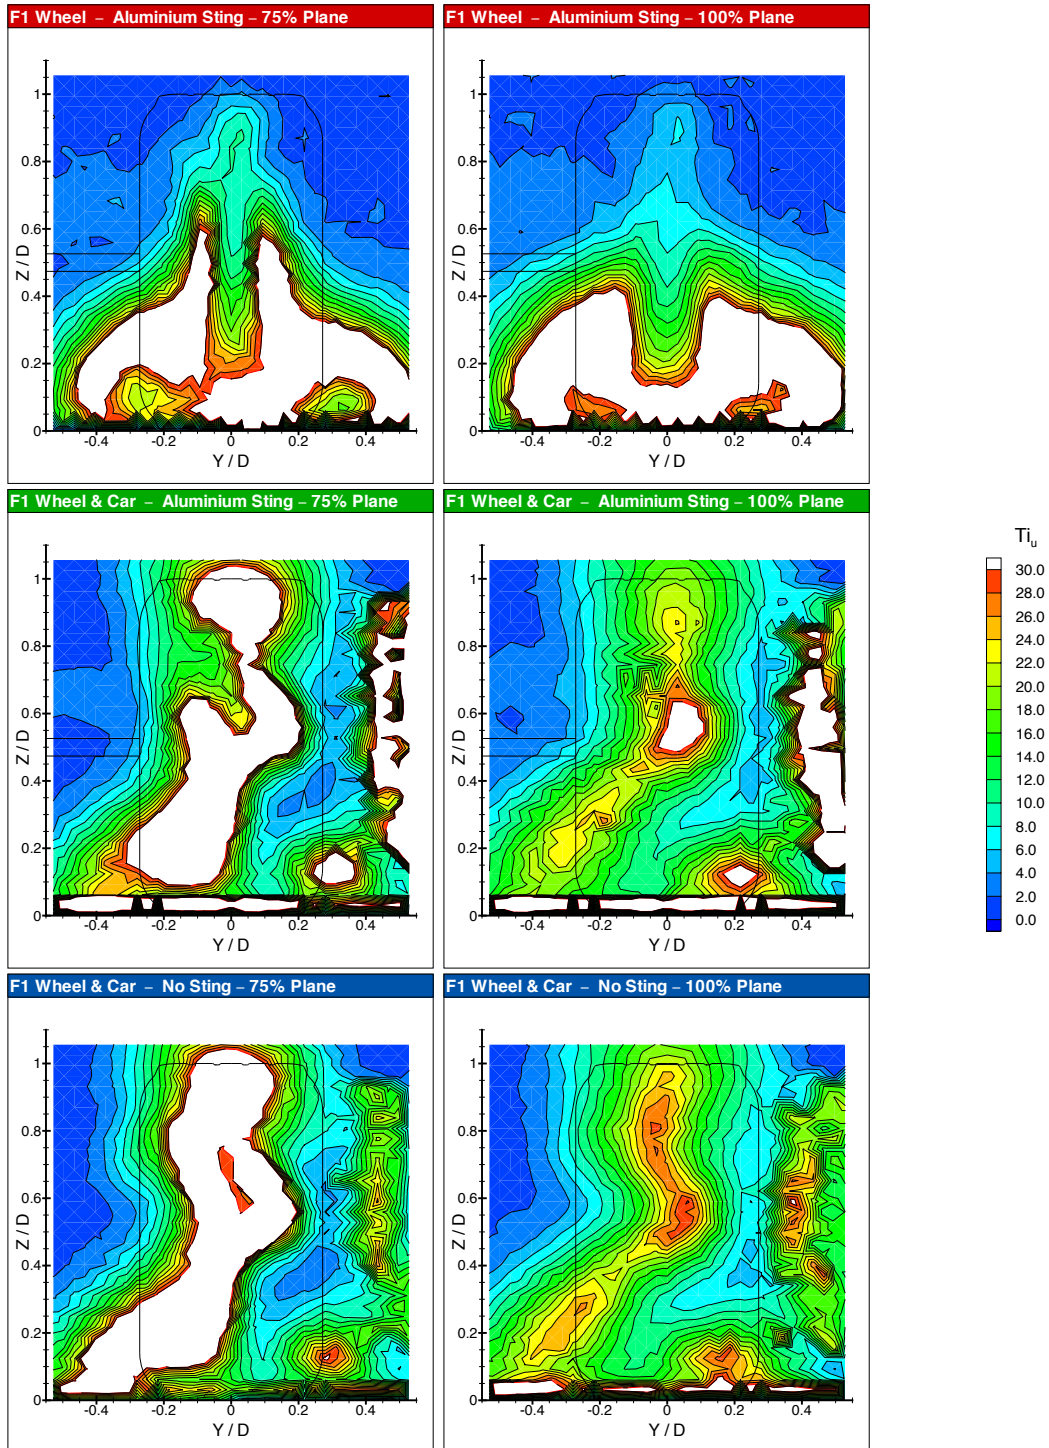 F1 Wheel – Aluminium Sting – 75% Plane
F1 Wheel – Aluminium Sting – 100% Plane
1
0.8
0.6
0.4
0.2
0
Z / D
-0.4 -0.2 0 0.2 0.4
Y / D
1
0.8
0.6
0.4
0.2
0
Z / D
-0.4 -0.2 0 0.2 0.4
Y / D
F1 Wheel & Car – Aluminium Sting – 75% Plane
F1 Wheel & Car – Aluminium Sting – 100% Plane
1
0.8
0.6
0.4
0.2
0
Z / D
-0.4 -0.2 0 0.2 0.4
Y / D
1
0.8
0.6
0.4
0.2
0
Z / D
-0.4 -0.2 0 0.2 0.4
Y / D
Tiu
30.0
28.0
26.0
24.0
22.0
20.0
18.0
16.0
14.0
12.0
10.0
8.0
6.0
4.0
2.0
0.0
F1 Wheel & Car – No Sting – 75% Plane
F1 Wheel & Car – No Sting – 100% Plane
1
0.8
0.6
0.4
0.2
0
Z / D
-0.4 -0.2 0 0.2 0.4
Y / D
1
0.8
0.6
0.4
0.2
0
Z / D
-0.4 -0.2 0 0.2 0.4
Y / D